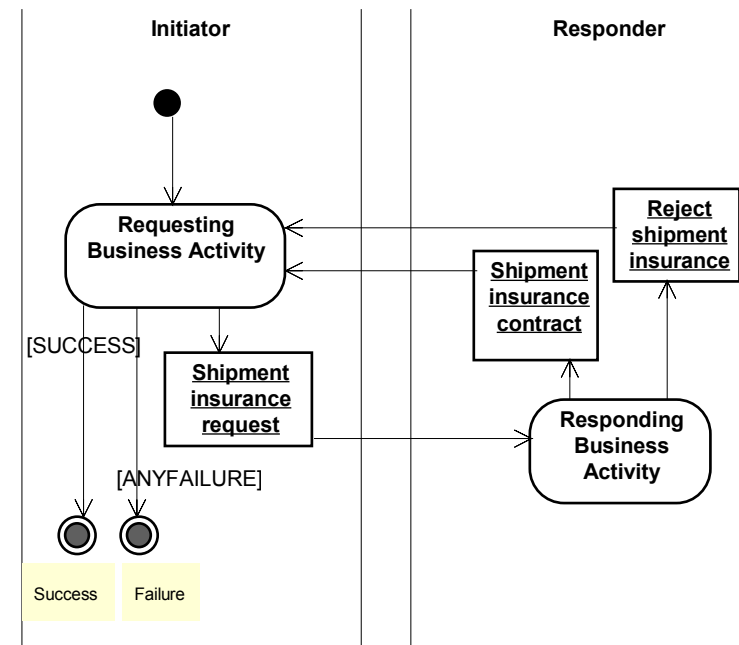 Initiator
Responder
Requesting
Business Activity
Reject
shipment
insurance
Shipment
insurance
contract
[SUCCESS]
Shipment
insurance
request
Responding
Business
Activity
[ANYFAILURE]
Success
Failure